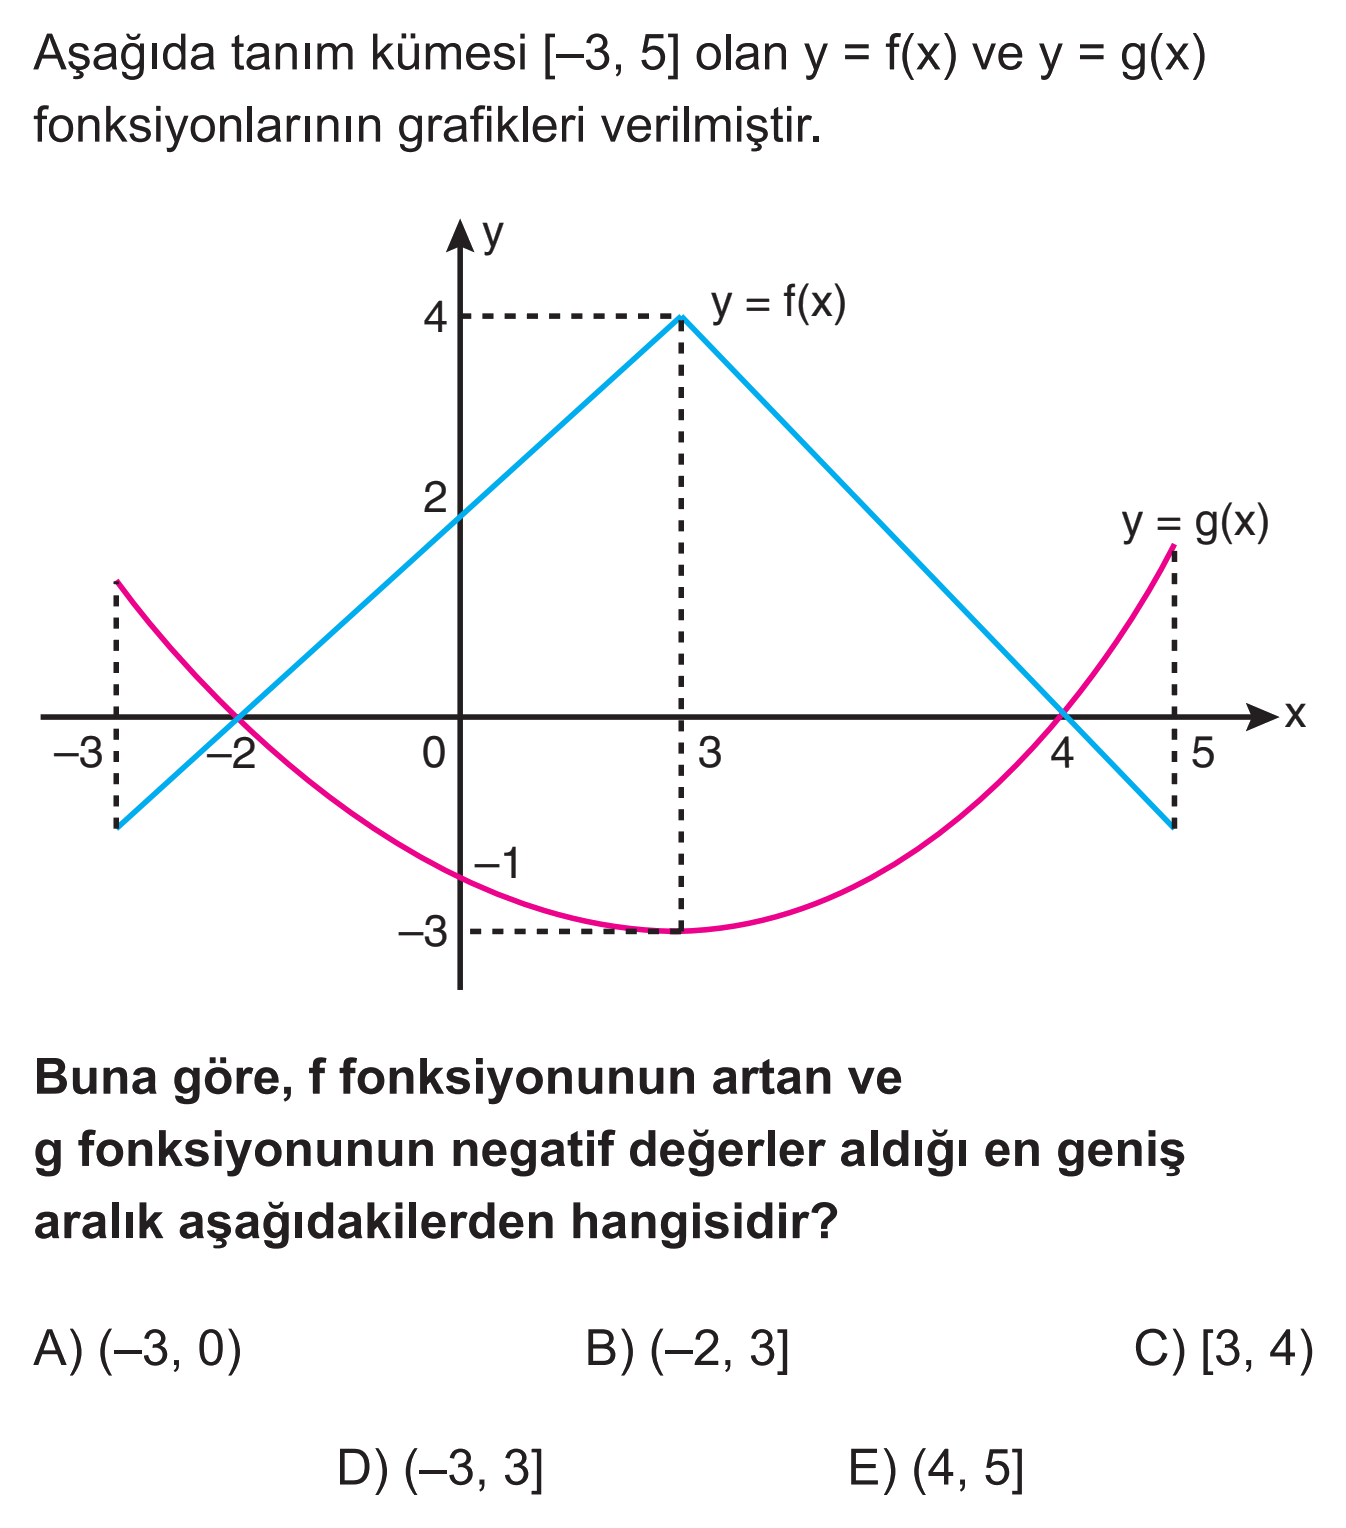 Aşağıda tanım kümesi [–3, 5] olan y = f(x) ve y = g(x)
fonksiyonlarının grafikleri verilmiştir.
y
4
y = f(x)
2
y = g(x)
x
–3
–2
0
3
4
5
–1
–3
Buna göre, f fonksiyonunun artan ve
g fonksiyonunun negatif değerler aldığı en geniş
aralık aşağıdakilerden hangisidir?
A) (–3, 0)
B) (–2, 3]
C) [3, 4)
D) (–3, 3]
E) (4, 5]